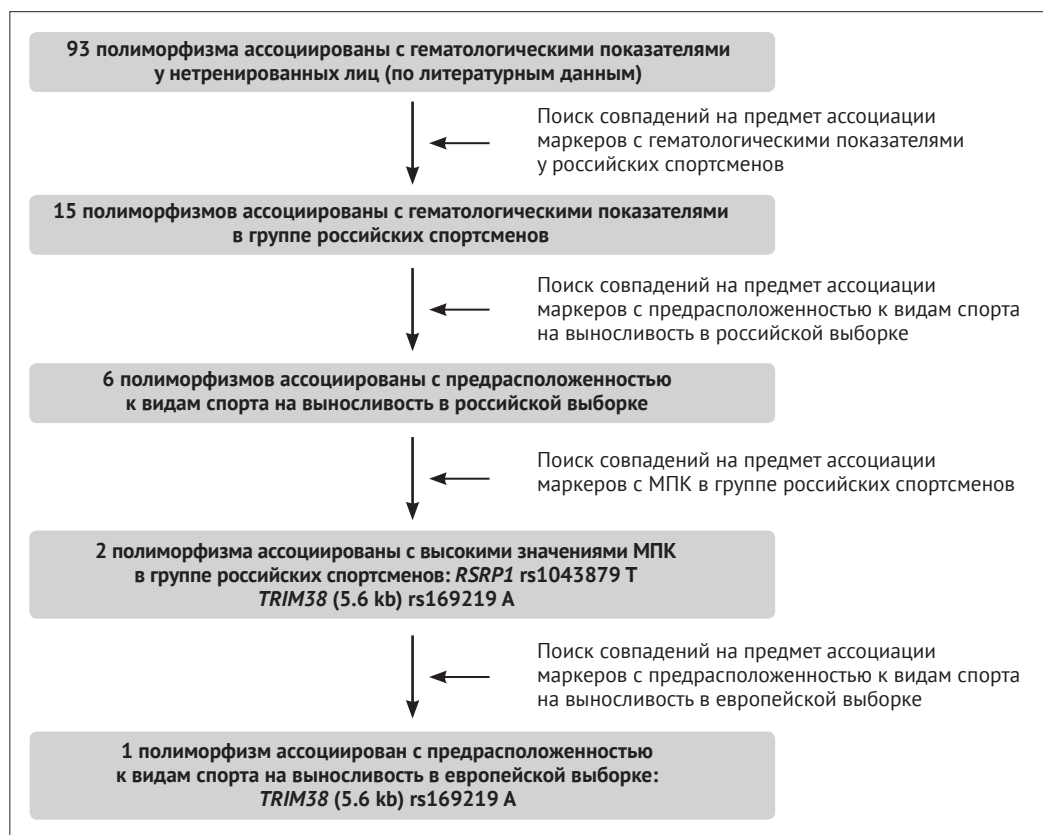 93 полиморфизма ассоциированы с гематологическими показателями
у нетренированных лиц (по литературным данным)
Поиск совпадений на предмет ассоциации
маркеров с гематологическими показателями
у российских спортсменов
15 полиморфизмов ассоциированы с гематологическими показателями
в группе российских спортсменов
Поиск совпадений на предмет ассоциации
маркеров с предрасположенностью к видам спорта
на выносливость в российской выборке
6 полиморфизмов ассоциированы с предрасположенностью
к видам спорта на выносливость в российской выборке
Поиск совпадений на предмет ассоциации
маркеров с МПК в группе российских спортсменов
2 полиморфизма ассоциированы с высокими значениями МПК
в группе российских спортсменов: RSRP1 rs1043879 T
TRIM38 (5.6 kb) rs169219 A
Поиск совпадений на предмет ассоциации
маркеров с предрасположенностью к видам спорта
на выносливость в европейской выборке
1 полиморфизм ассоциирован с предрасположенностью
к видам спорта на выносливость в европейской выборке:
TRIM38 (5.6 kb) rs169219 A